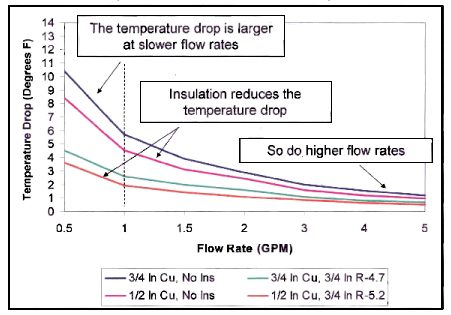 The temperature drop is larger
at slower flow rates
Insulation reduces the
temperature drop
So do higher flow rates
Temperature Drop (Degrees F)
14
13
12
11
10
9
8
7
6
5
4
3
2
1
0
0.5 1 1.5 2 3 4 5
Flow Rate (GPM)
3/4 In Cu, No Ins 3/4 In Cu, 3/4 In R-4.7
1/2 In Cu, No Ins 1/2 In Cu, 3/4 In R-5.2